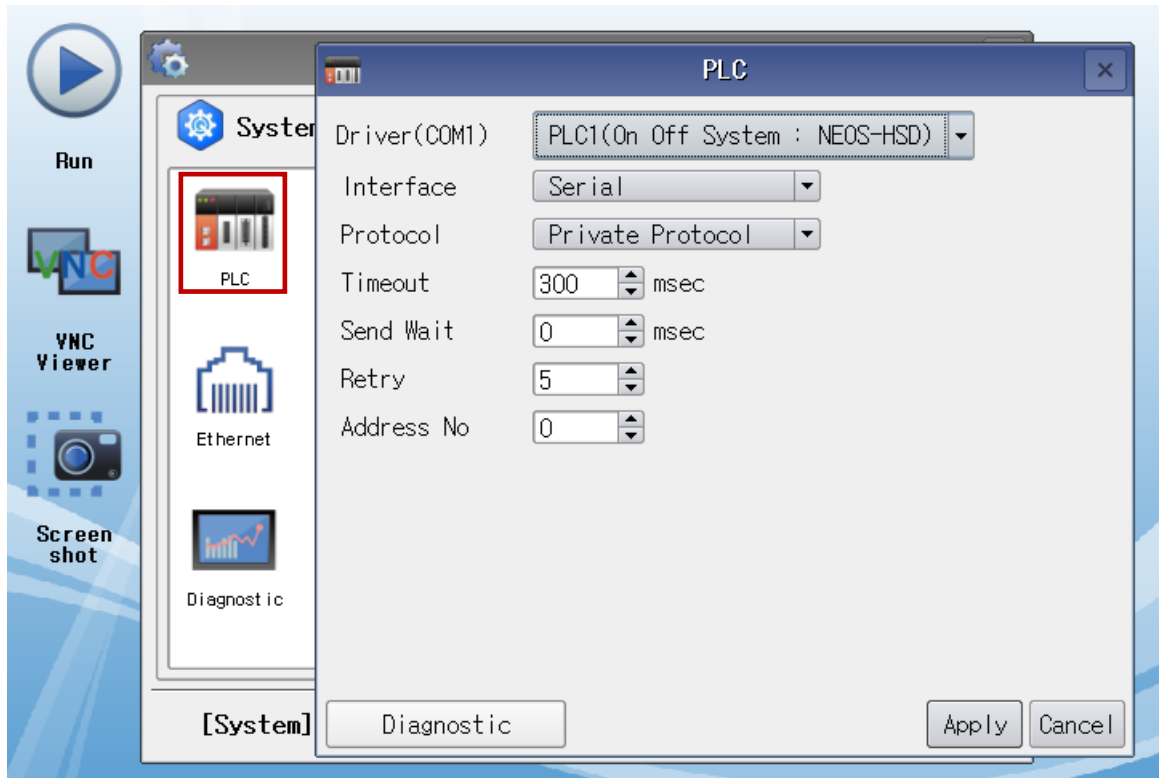 Run
VNC
VNC
Viewer
Screen
shot
System
PLC
Ethernet
Diagnostic
[System]
PLC
Driver(COM1) PLC1(On Off System : NEOS-HSD)
Interface Serial
Protocol Private Protocol
Timeout 300 msec
Send Wait 0 msec
Retry 5
Address No 0
Diagnostic Apply Cancel